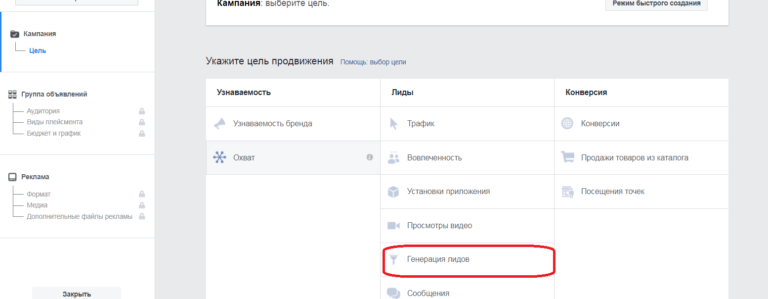 Кампания: выберите цель.
Режим быстрого создания
Кампания
Цель
Группа объявлений
Аудитория
Виды плейсмента
Бюджет и график
Реклама
Формат
Медиа
Дополнительные файлы рекламы
Закрыть
Укажите цель продвижения Помощь: выбор цели
Узнаваемость Лиды Конверсия
Узнаваемость бренда Трафик Конверсии
Охват Вовлеченность Продажи товаров из каталога
Установки приложения Посещения точек
Просмотры видео
Генерация лидов
Сообщения